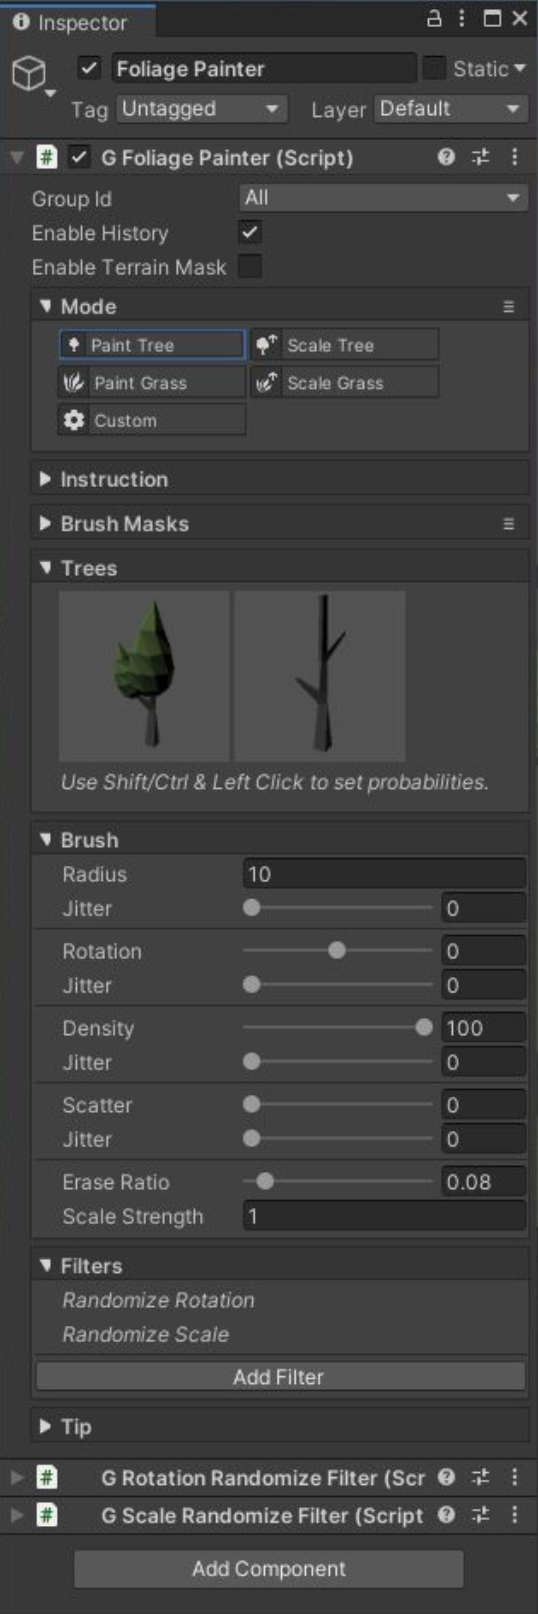 Inspector
Foliage Painter Static
Tag Untagged Layer Default
# G Foliage Painter (Script)
Group Id All
Enable History
Enable Terrain Mask
Mode
Paint Tree Scale Tree
Paint Grass Scale Grass
Custom
Instruction
Brush Masks
Trees
Use Shift/Ctrl & Left Click to set probabilities.
Brush
Radius 10
Jitter 0
Rotation 0
Jitter 0
Density 100
Jitter 0
Scatter 0
Jitter 0
Erase Ratio 0.08
Scale Strength 1
Filters
Randomize Rotation
Randomize Scale
Add Filter
Tip
# G Rotation Randomize Filter (Scr
# G Scale Randomize Filter (Script
Add Component